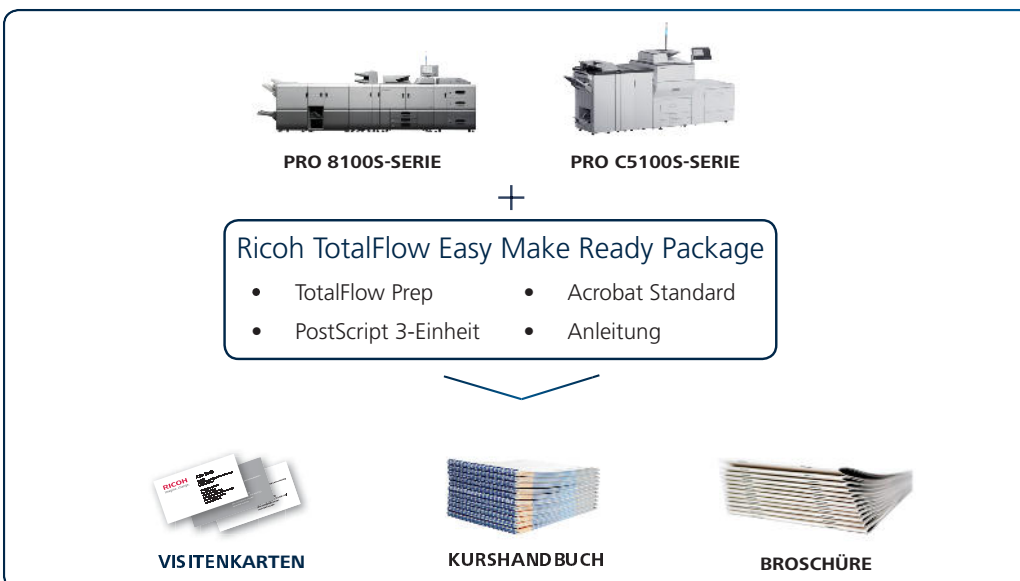 PRO 8100S-SERIE
PRO C5100S-SERIE
+
Ricoh TotalFlow Easy Make Ready Package
• TotalFlow Prep
• Acrobat Standard
• PostScript 3-Einheit
• Anleitung
RICOH
VISITENKARTEN
KURSHANDBUCH
BROSCHÜRE